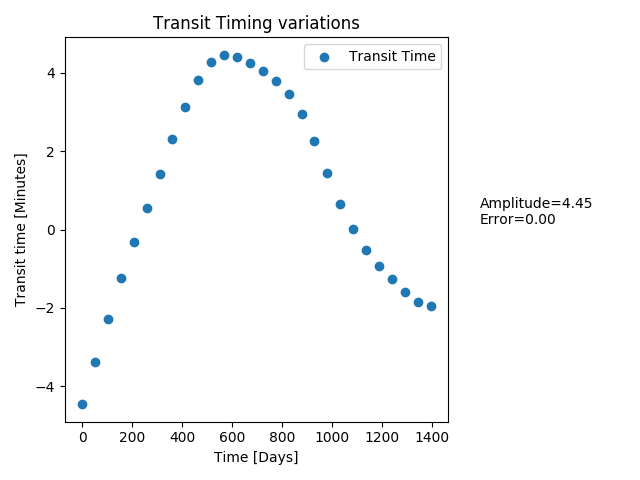 Transit Timing variations
Transit Time
Transit time [Minutes]
4
2
0
−2
−4
0 200 400 600 800 1000 1200 1400
Time [Days]
Amplitude=4.45
Error=0.00